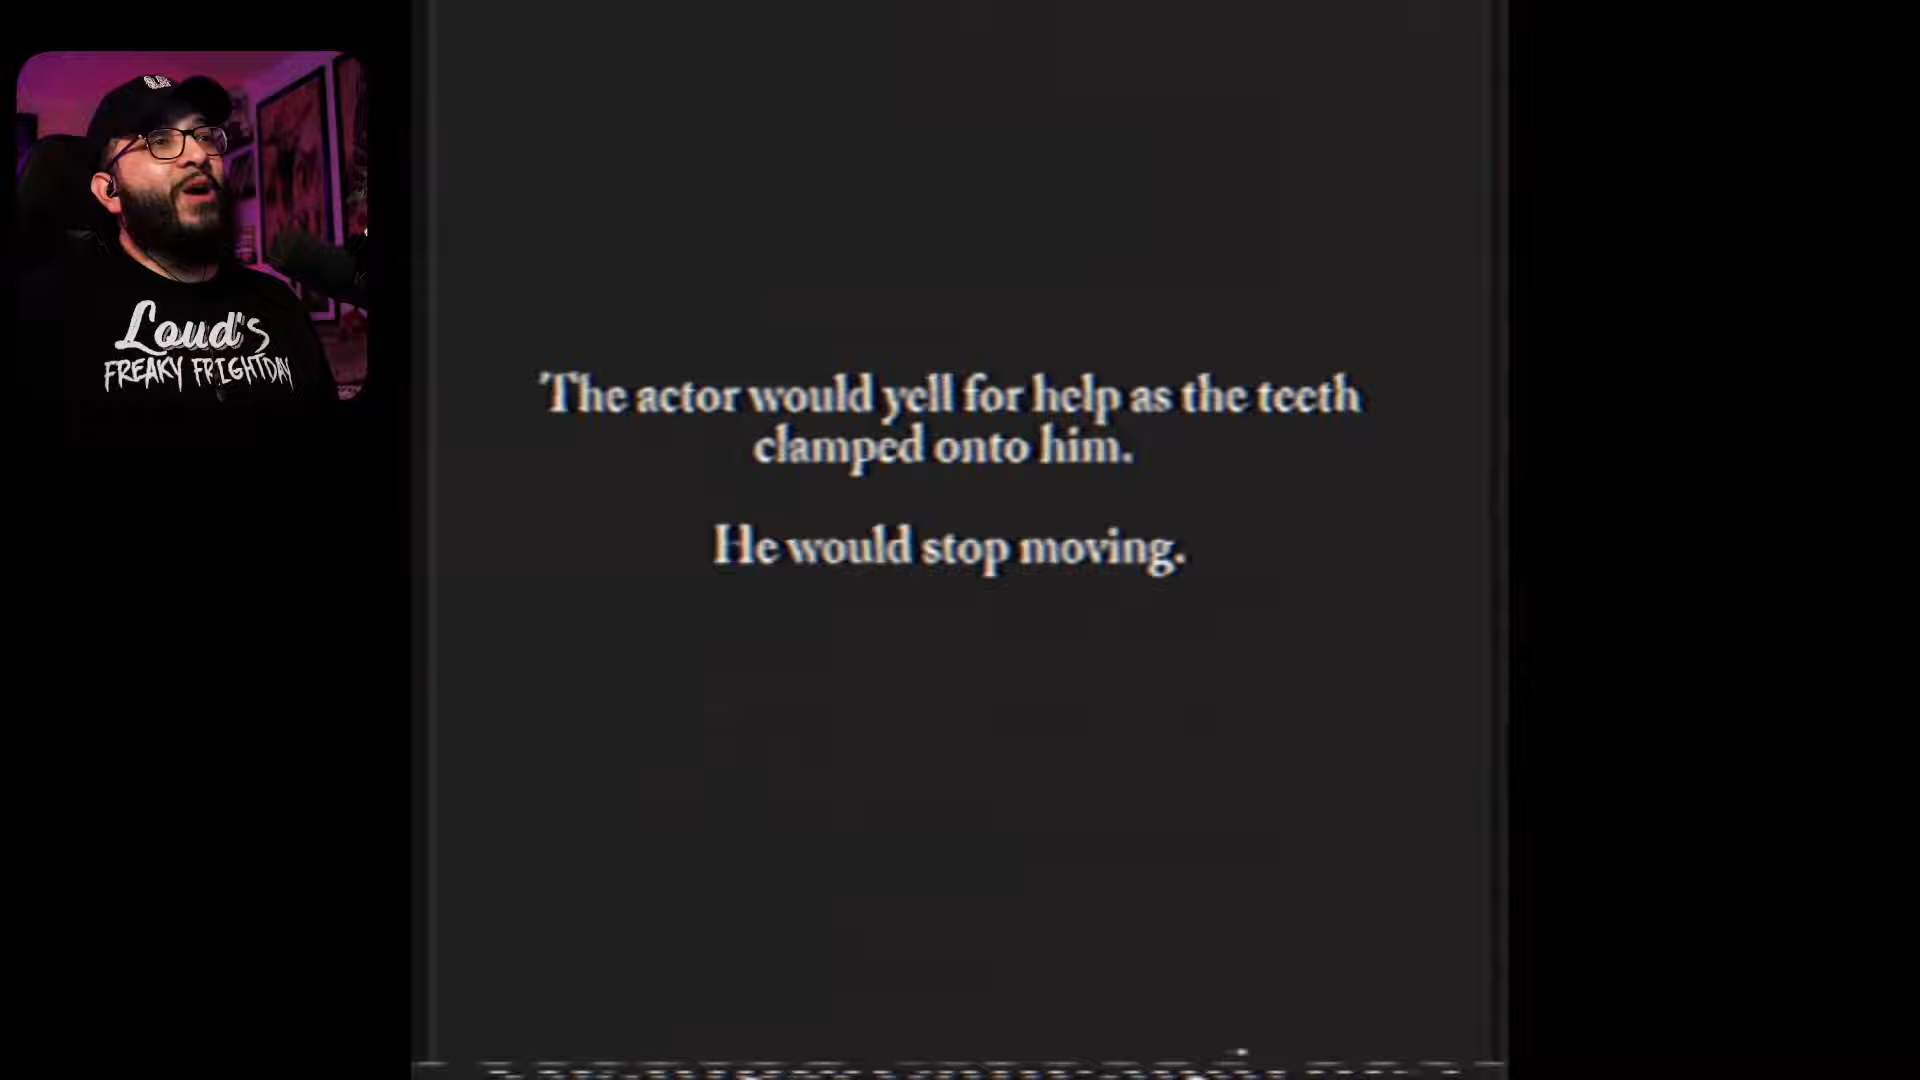 Loud's
FREAKY FRIGHTDAY
The actor would yell for help as the teeth
clamped onto him.
He would stop moving.